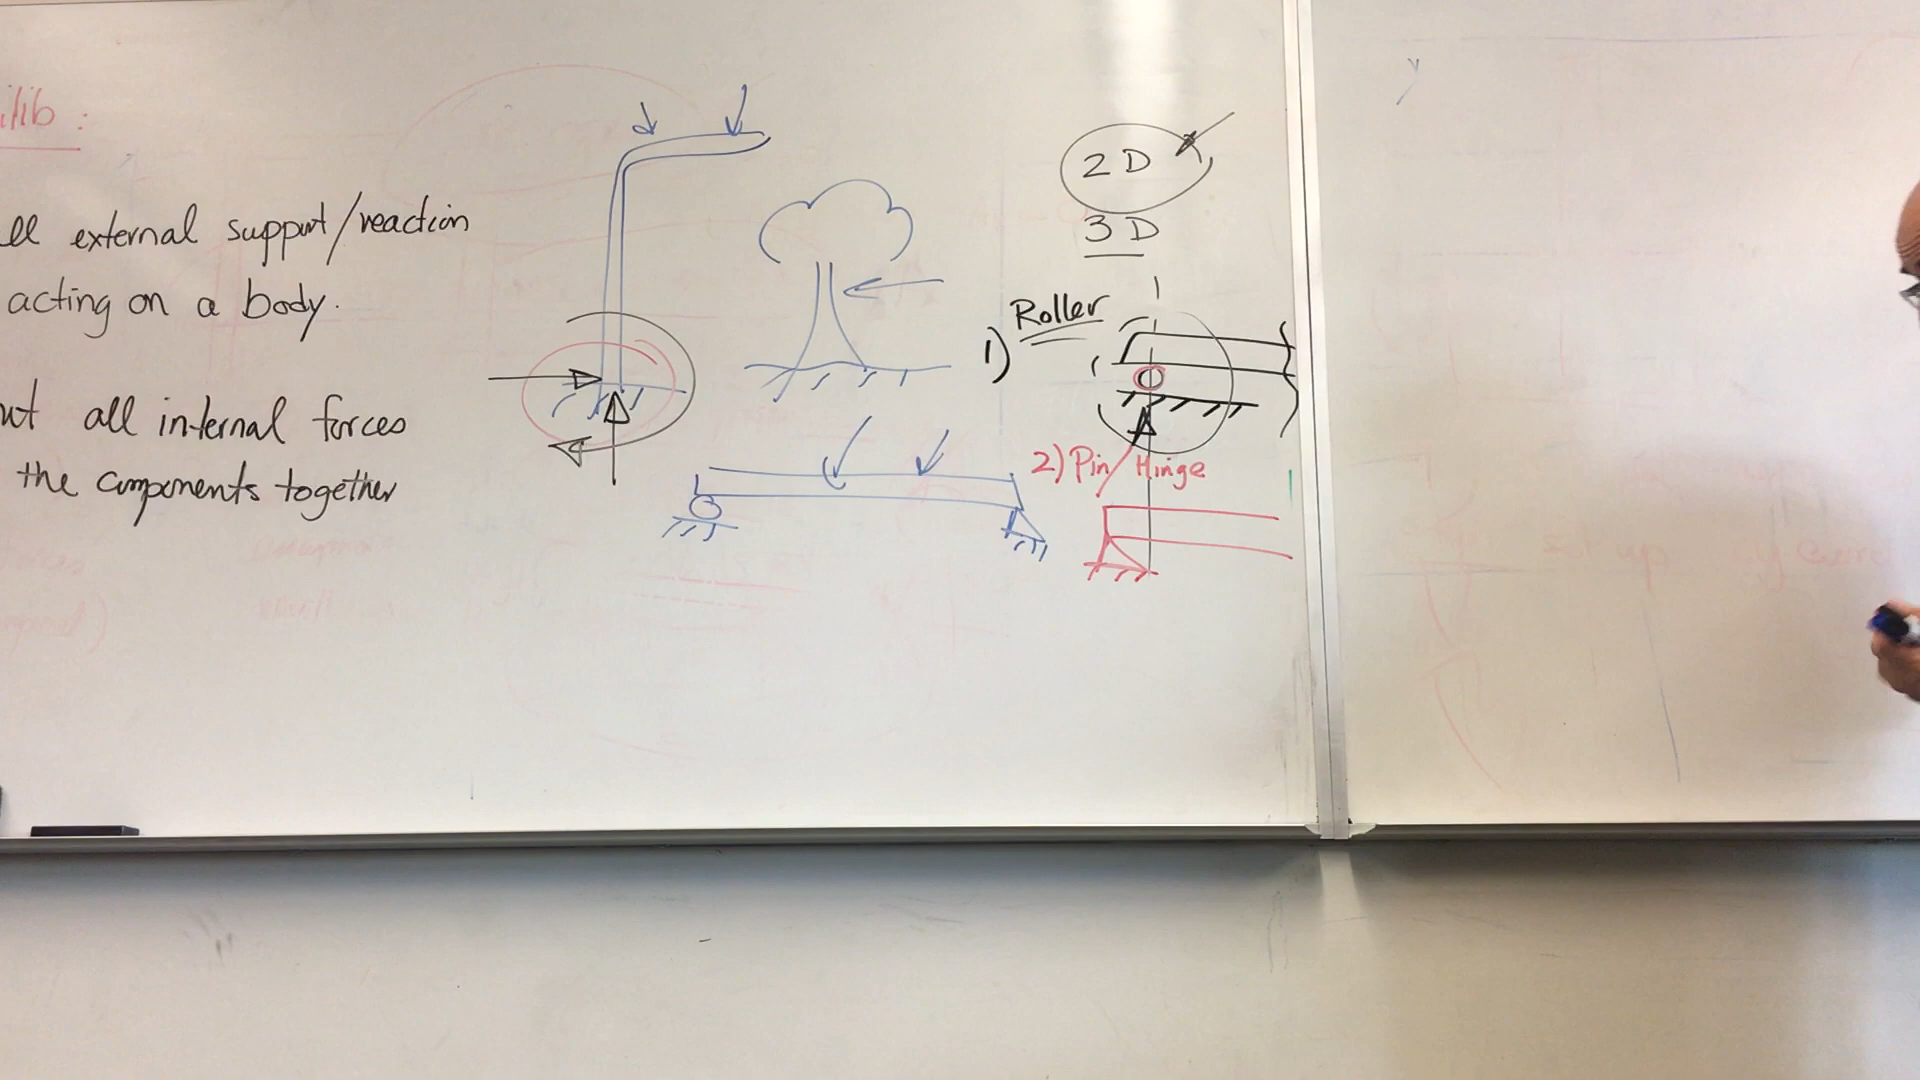 ilib :
ll external support/reaction
acting on a body.
ut all internal forces
the components together
2D
3D
1) Roller
2) Pin/Hinge
y